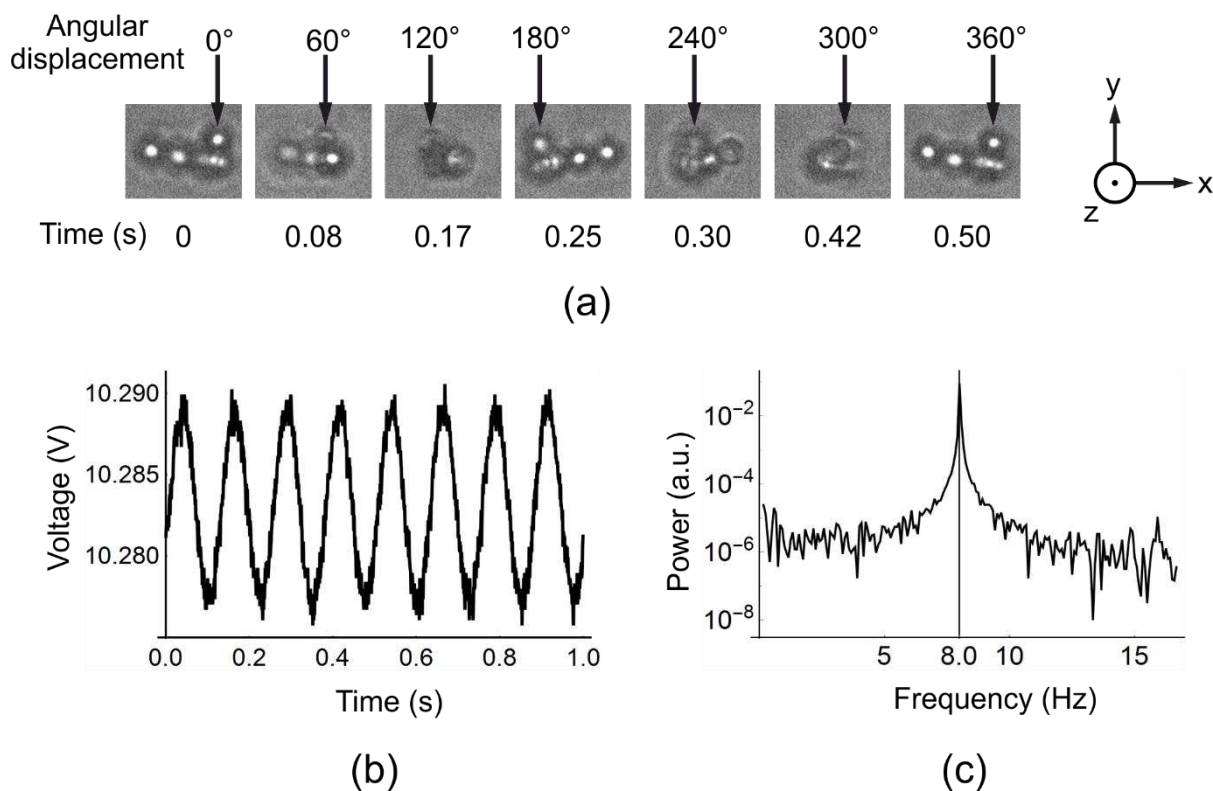 Angular displacement 0° 60° 120° 180° 240° 300° 360°
y
x
z
Time (s) 0 0.08 0.17 0.25 0.30 0.42 0.50
(a)
Voltage (V)
10.290
10.285
10.280
0.0 0.2 0.4 0.6 0.8 1.0
Time (s)
(b)
Power (a.u.)
10⁻²
10⁻⁴
10⁻⁶
10⁻⁸
5 8.0 10 15
Frequency (Hz)
(c)